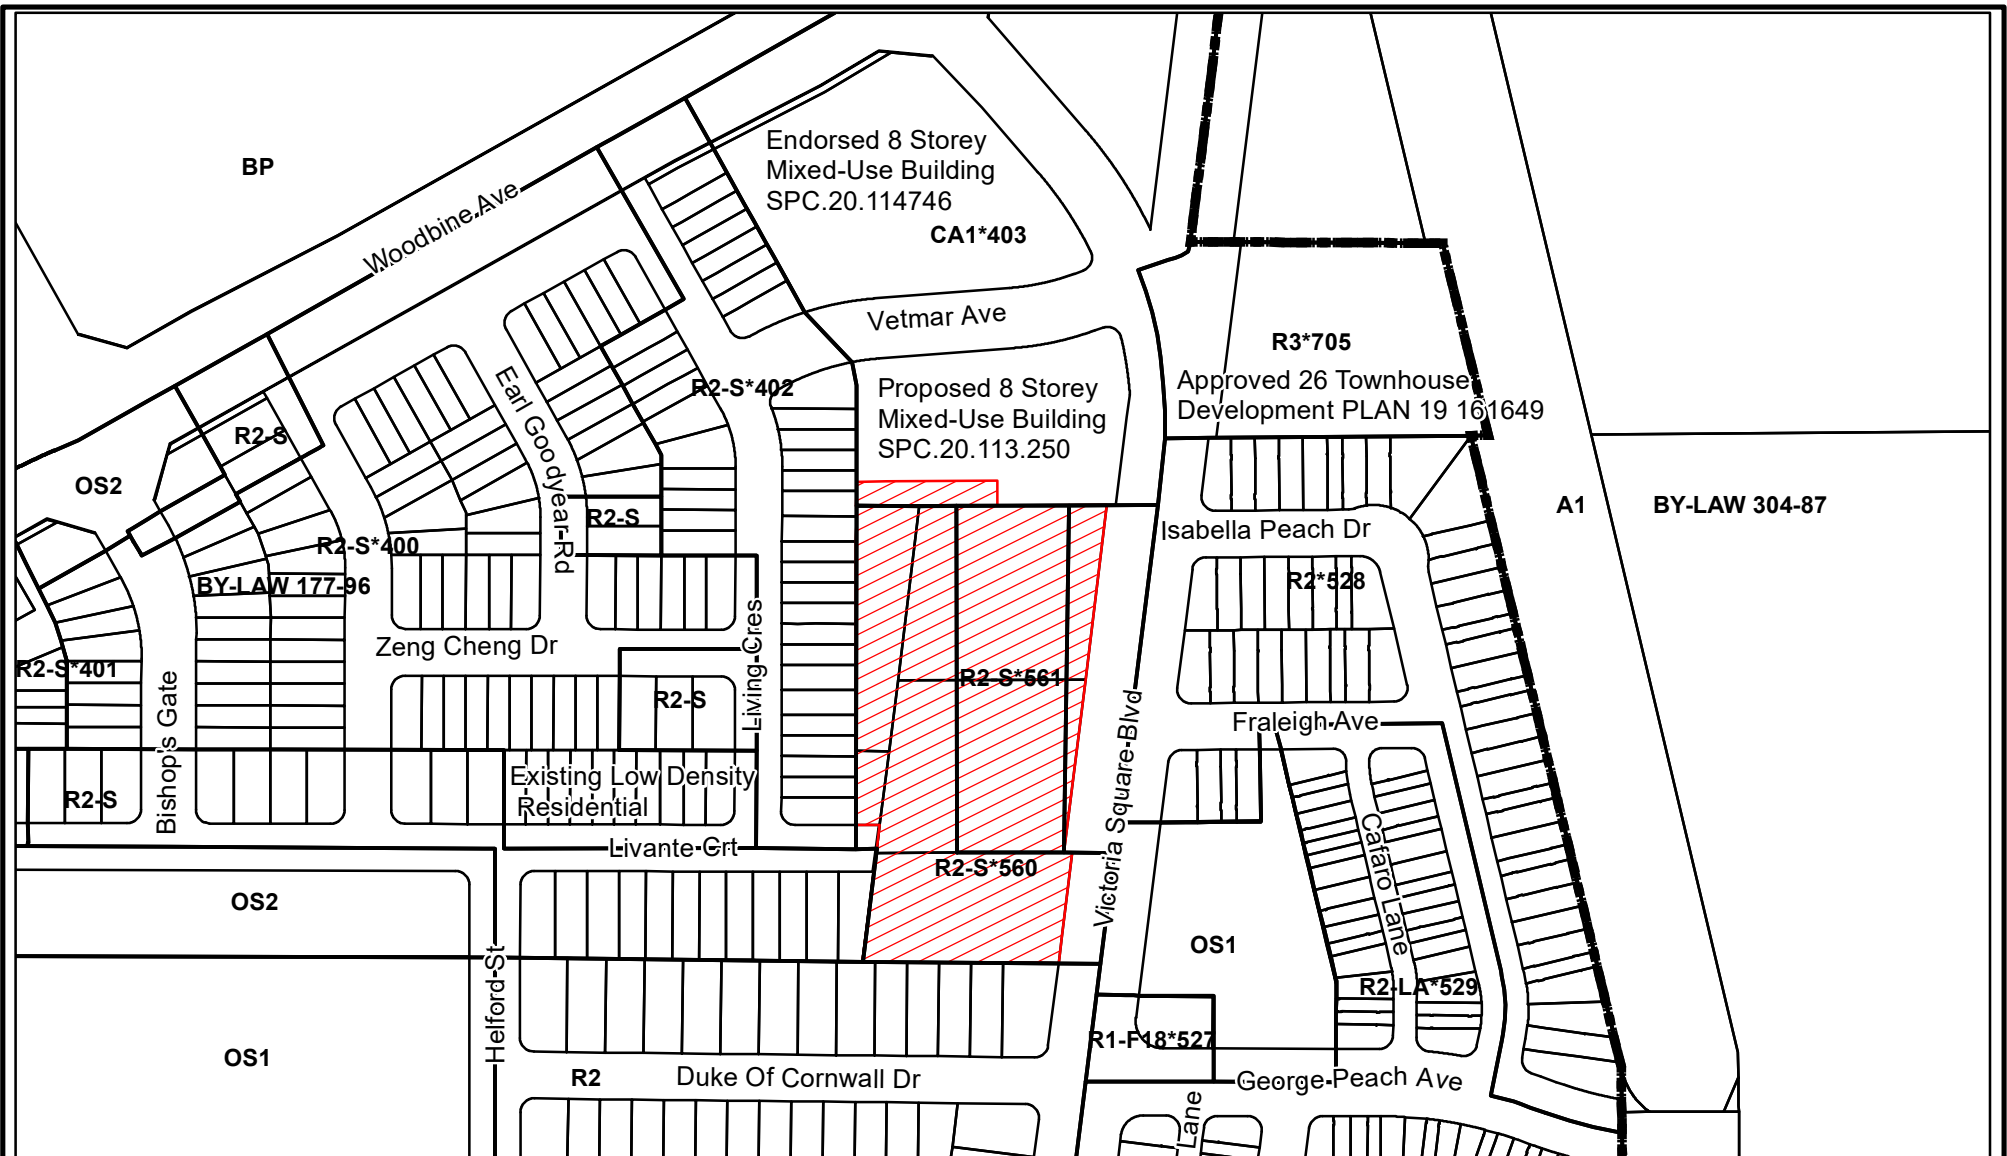 BP
Woodbine Ave
Endorsed 8 Storey
Mixed-Use Building
SPC.20.114746
CA1*403
Vetmar Ave
R3*705
Approved 26 Townhouse
Development PLAN 19 161649
Proposed 8 Storey
Mixed-Use Building
SPC.20.113.250
Earl Goodyear Rd
R2-S*402
R2-S
OS2
R2-S
R2-S*400
BY-LAW 177-96
A1
BY-LAW 304-87
Isabella Peach Dr
R2*528
Zeng Cheng Dr
Living Cres
R2-S*401
R2-S
R2-S*561
Bishop's Gate
Victoria Square Blvd
Fraleigh Ave
R2-S
Existing Low Density
Residential
Livante Crt
R2-S*560
Cafaro Lane
OS2
OS1
Helford St
R2-LA*529
R1-F18*527
OS1
R2
Duke Of Cornwall Dr
George Peach Ave
Lane